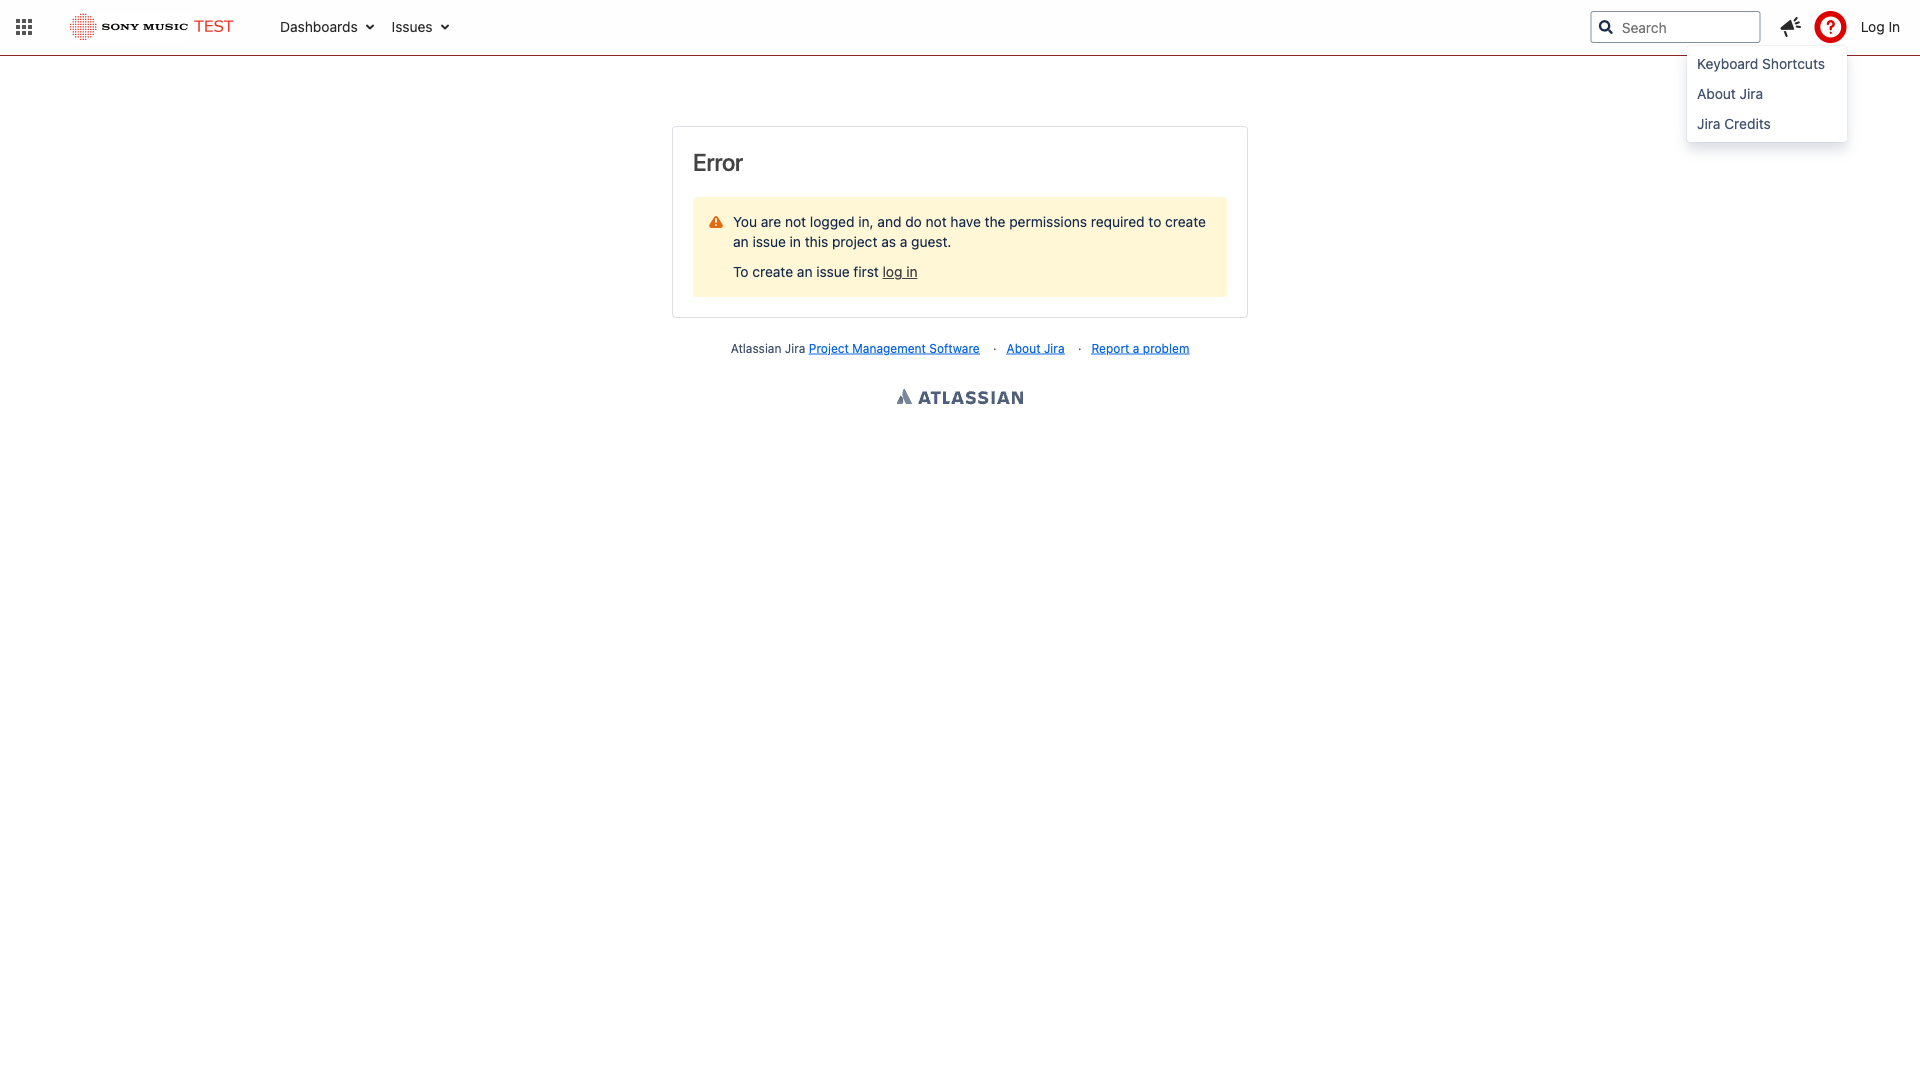 SONY MUSIC TEST
Dashboards
Issues
Search
Log In
Keyboard Shortcuts
About Jira
Jira Credits
Error
You are not logged in, and do not have the permissions required to create
an issue in this project as a guest.
To create an issue first log in
Atlassian Jira Project Management Software · About Jira · Report a problem
ATLASSIAN